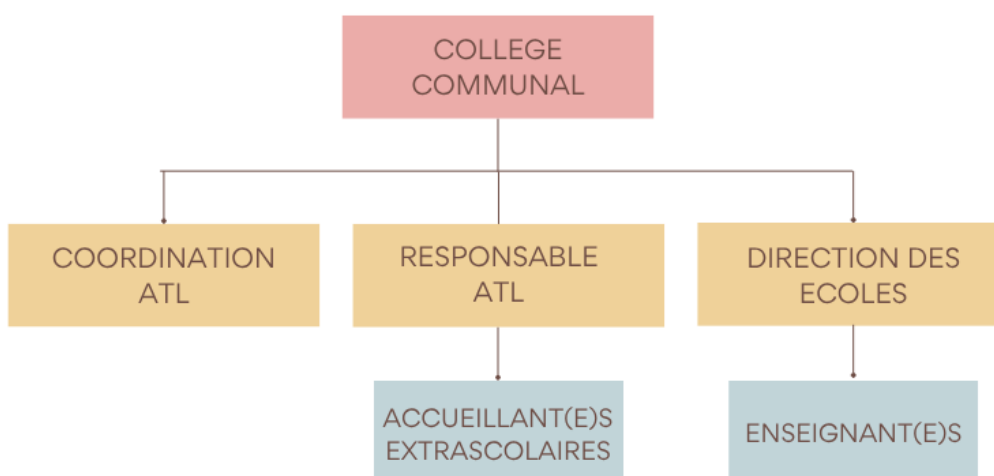 COLLEGE
COMMUNAL
COORDINATION
ATL
RESPONSABLE
ATL
DIRECTION DES
ECOLES
ACCUEILLANT(E)S
EXTRASCOLAIRES
ENSEIGNANT(E)S